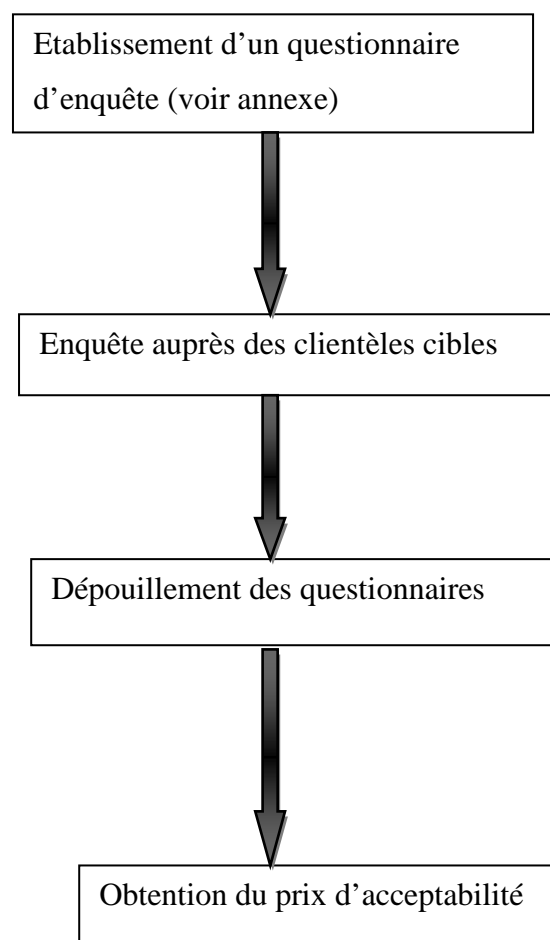 Etablissement d’un questionnaire
d’enquête (voir annexe)
Enquête auprès des clientèles cibles
Dépouillement des questionnaires
Obtention du prix d’acceptabilité